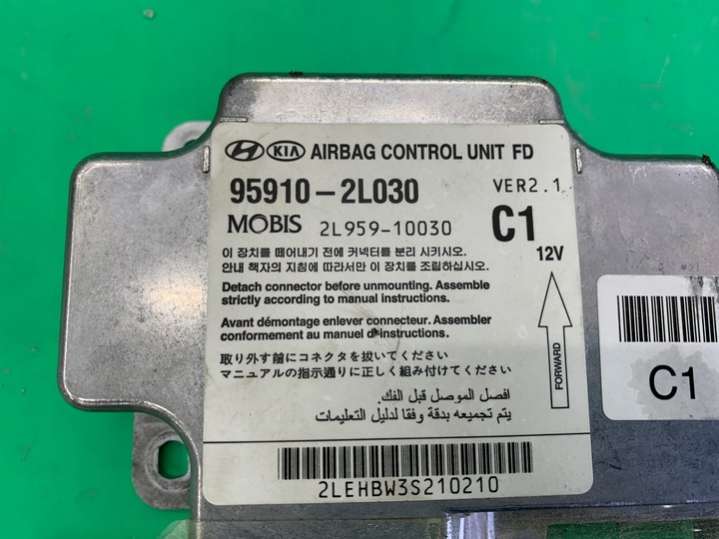 HYUNDAI KIA AIRBAG CONTROL UNIT FD
95910-2L030 VER2.1
MOBIS 2L959-10030 C1
12V
이 장치를 떼어내기 전에 커넥터를 분리 시키시오.
안내 책자의 지침에 따라서만 이 장치를 조립하십시오.
Detach connector before unmounting. Assemble
strictly according to manual instructions.
Avant démontage enlever connecteur. Assembler
conformement au manuel d'instructions.
取り外す前にコネクタを抜いてください
マニュアルの指示通りに正しく組み付けてください
افصل الموصل قبل الفك.
يتم تجميعه بدقة وفقا لدليل التعليمات
FORWARD
2LEHBW3S210210
C1